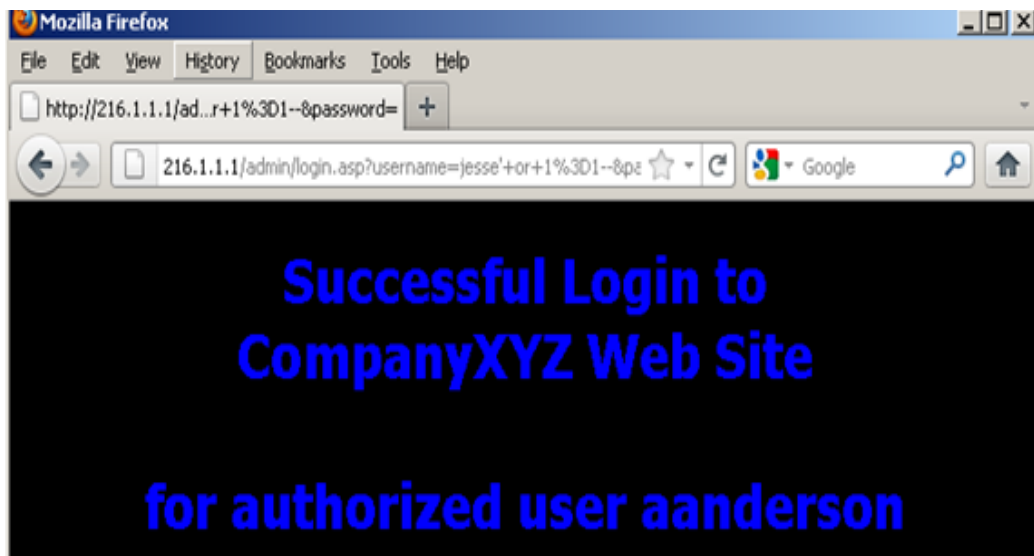 Mozilla Firefox
File Edit View History Bookmarks Tools Help
http://216.1.1.1/ad...r+1%3D1--&password=
216.1.1.1/admin/login.asp?username=jesse'+or+1%3D1--&pa
Google
Successful Login to
CompanyXYZ Web Site
for authorized user aanderson